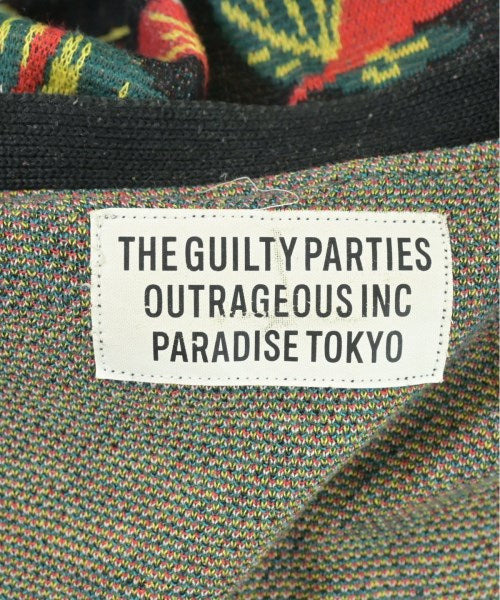 THE GUILTY PARTIES
OUTRAGEOUS INC
PARADISE TOKYO